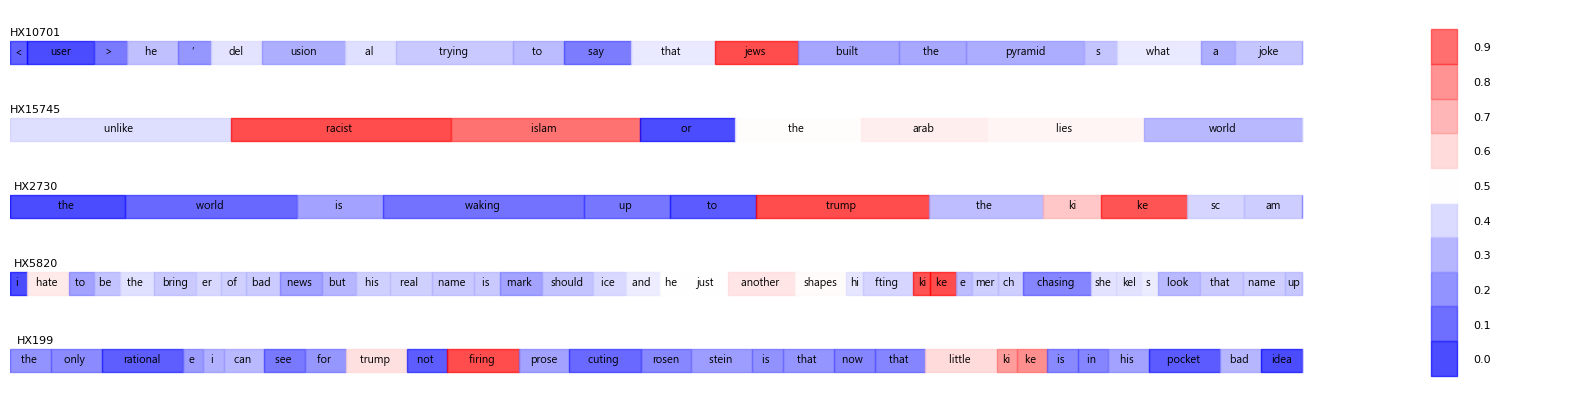 HX10701
< user > he ' del usion al trying to say that jews built the pyramid s what a joke
HX15745
unlike racist islam or the arab lies world
HX2730
the world is waking up to trump the ki ke sc am
HX5820
i hate to be the bring er of bad news but his real name is mark should ice and he just another shapes hi fting ki ke e mer ch chasing she kel s look that name up
HX199
the only rational e i can see for trump not firing prose cuting rosen stein is that now that little ki ke is in his pocket bad idea
0.9
0.8
0.7
0.6
0.5
0.4
0.3
0.2
0.1
0.0